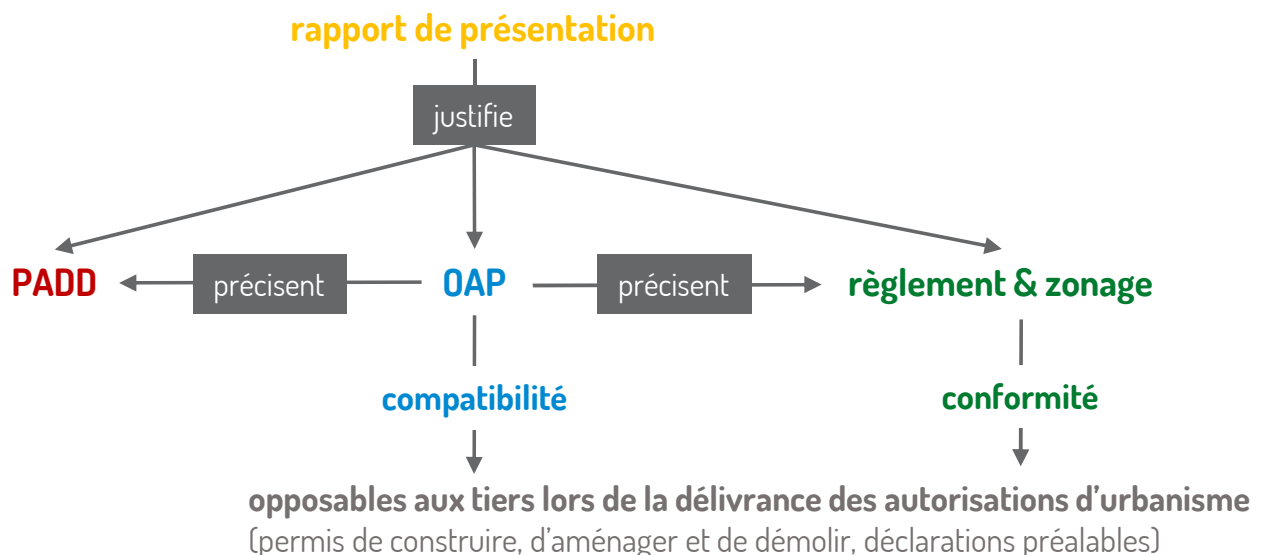 rapport de présentation
justifie
PADD
précisent
OAP
précisent
règlement & zonage
compatibilité
conformité
opposables aux tiers lors de la délivrance des autorisations d'urbanisme
(permis de construire, d'aménager et de démolir, déclarations préalables)